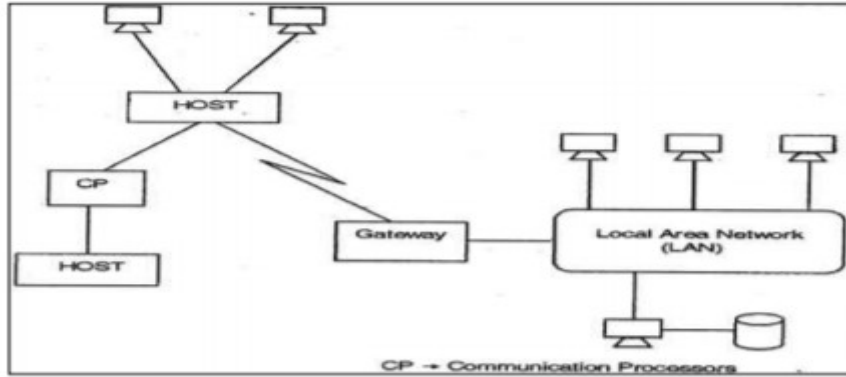 HOST
CP
HOST
Gateway
Local Area Network
(LAN)
CP → Communication Processors